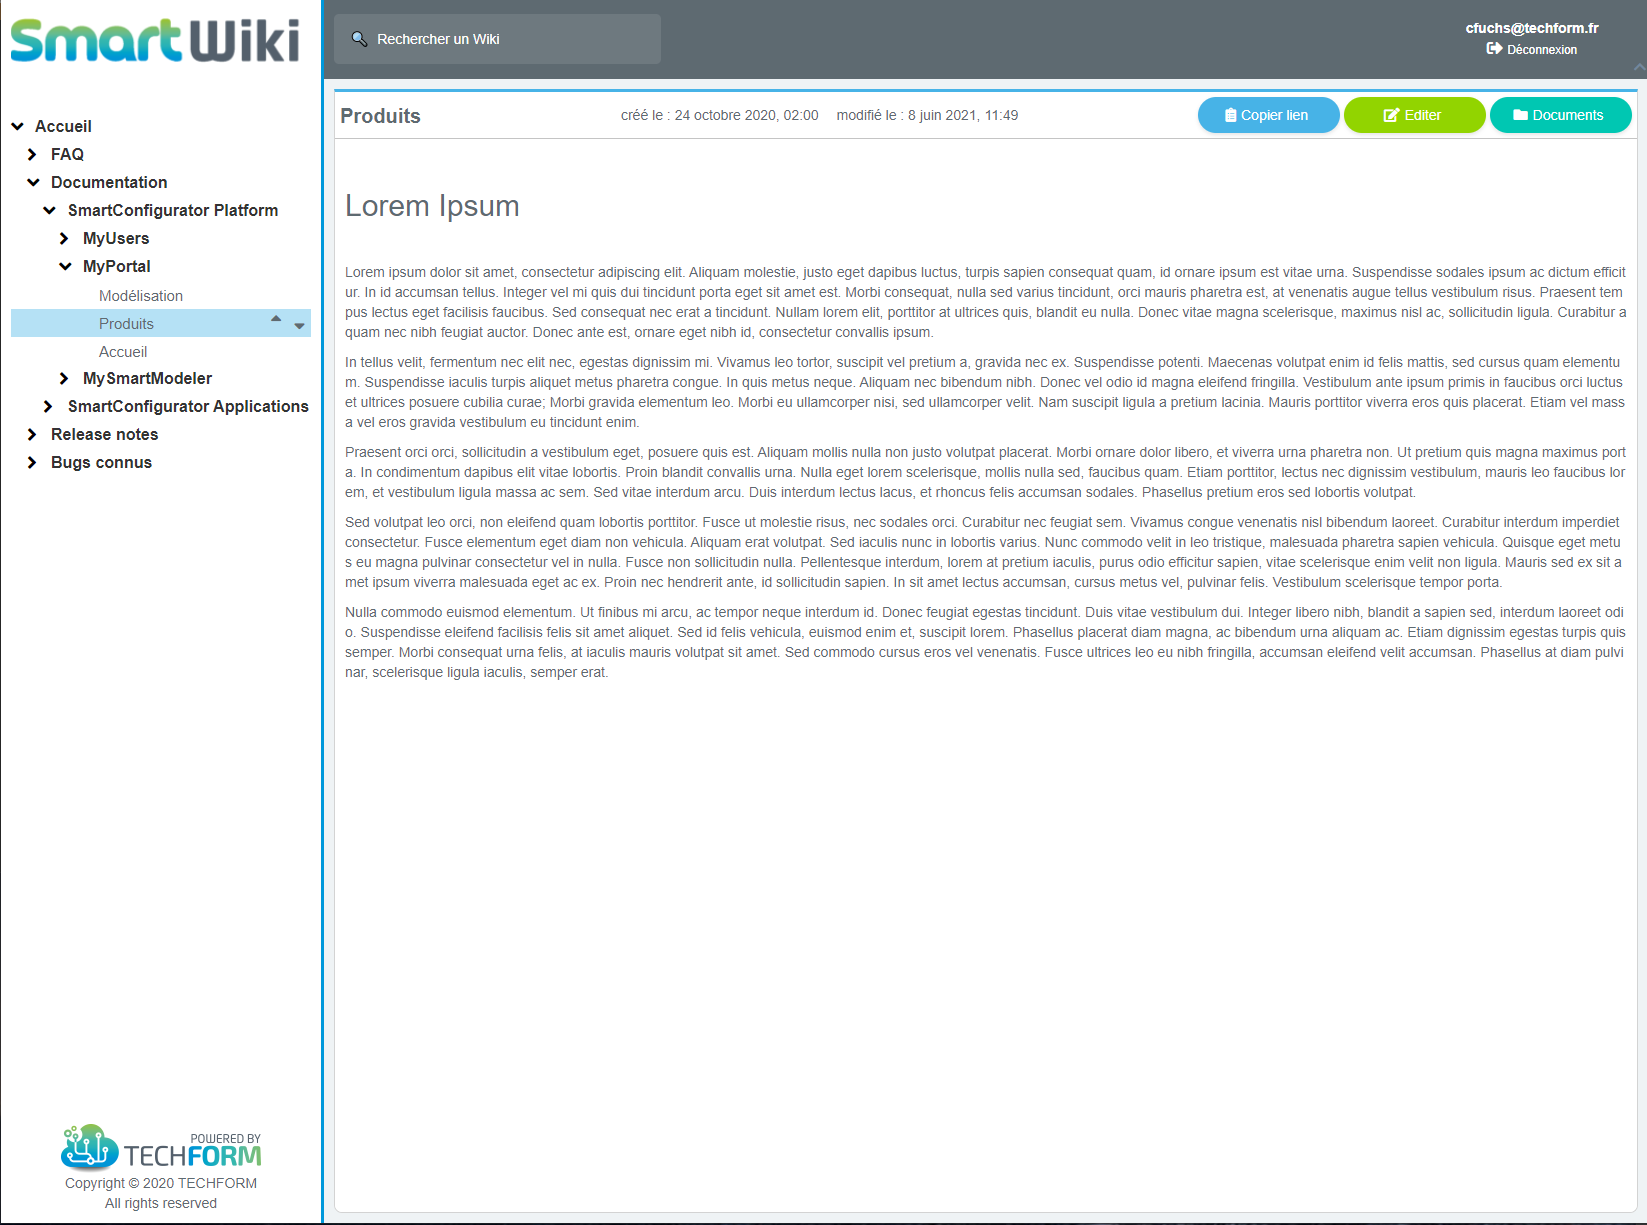 SmartWiki
Rechercher un Wiki
cfuchs@techform.fr
Déconnexion
Accueil
FAQ
Documentation
SmartConfigurator Platform
MyUsers
MyPortal
Modélisation
Produits
Accueil
MySmartModeler
SmartConfigurator Applications
Release notes
Bugs connus
POWERED BY
TECHFORM
Copyright © 2020 TECHFORM
All rights reserved
Produits créé le : 24 octobre 2020, 02:00 modifié le : 8 juin 2021, 11:49 Copier lien Editer Documents
Lorem Ipsum
Lorem ipsum dolor sit amet, consectetur adipiscing elit. Aliquam molestie, justo eget dapibus luctus, turpis sapien consequat quam, id ornare ipsum est vitae urna. Suspendisse sodales ipsum ac dictum efficit
ur. In id accumsan tellus. Integer vel mi quis dui tincidunt porta eget sit amet est. Morbi consequat, nulla sed varius tincidunt, orci mauris pharetra est, at venenatis augue tellus vestibulum risus. Praesent tem
pus lectus eget facilisis faucibus. Sed consequat nec erat a tincidunt. Nullam lorem elit, porttitor at ultrices quis, blandit eu nulla. Donec vitae magna scelerisque, maximus nisl ac, sollicitudin ligula. Curabitur a
quam nec nibh feugiat auctor. Donec ante est, ornare eget nibh id, consectetur convallis ipsum.
In tellus velit, fermentum nec elit nec, egestas dignissim mi. Vivamus leo tortor, suscipit vel pretium a, gravida nec ex. Suspendisse potenti. Maecenas volutpat enim id felis mattis, sed cursus quam elementu
m. Suspendisse iaculis turpis aliquet metus pharetra congue. In quis metus neque. Aliquam nec bibendum nibh. Donec vel odio id magna eleifend fringilla. Vestibulum ante ipsum primis in faucibus orci luctus
et ultrices posuere cubilia curae; Morbi gravida elementum leo. Morbi eu ullamcorper nisi, sed ullamcorper velit. Nam suscipit ligula a pretium lacinia. Mauris porttitor viverra eros quis placerat. Etiam vel mass
a vel eros gravida vestibulum eu tincidunt enim.
Praesent orci orci, sollicitudin a vestibulum eget, posuere quis est. Aliquam mollis nulla non justo volutpat placerat. Morbi ornare dolor libero, et viverra urna pharetra non. Ut pretium quis magna maximus port
a. In condimentum dapibus elit vitae lobortis. Proin blandit convallis urna. Nulla eget lorem scelerisque, mollis nulla sed, faucibus quam. Etiam porttitor, lectus nec dignissim vestibulum, mauris leo faucibus lor
em, et vestibulum ligula massa ac sem. Sed vitae interdum arcu. Duis interdum lectus lacus, et rhoncus felis accumsan sodales. Phasellus pretium eros sed lobortis volutpat.
Sed volutpat leo orci, non eleifend quam lobortis porttitor. Fusce ut molestie risus, nec sodales orci. Curabitur nec feugiat sem. Vivamus congue venenatis nisl bibendum laoreet. Curabitur interdum imperdiet
consectetur. Fusce elementum eget diam non vehicula. Aliquam erat volutpat. Sed iaculis nunc in lobortis varius. Nunc commodo velit in leo tristique, malesuada pharetra sapien vehicula. Quisque eget metu
s eu magna pulvinar consectetur vel in nulla. Fusce non sollicitudin nulla. Pellentesque interdum, lorem at pretium iaculis, purus odio efficitur sapien, vitae scelerisque enim velit non ligula. Mauris sed ex sit a
met ipsum viverra malesuada eget ac ex. Proin nec hendrerit ante, id sollicitudin sapien. In sit amet lectus accumsan, cursus metus vel, pulvinar felis. Vestibulum scelerisque tempor porta.
Nulla commodo euismod elementum. Ut finibus mi arcu, ac tempor neque interdum id. Donec feugiat egestas tincidunt. Duis vitae vestibulum dui. Integer libero nibh, blandit a sapien sed, interdum laoreet odi
o. Suspendisse eleifend facilisis felis sit amet aliquet. Sed id felis vehicula, euismod enim et, suscipit lorem. Phasellus placerat diam magna, ac bibendum urna aliquam ac. Etiam dignissim egestas turpis quis
semper. Morbi consequat urna felis, at iaculis mauris volutpat sit amet. Sed commodo cursus eros vel venenatis. Fusce ultrices leo eu nibh fringilla, accumsan eleifend velit accumsan. Phasellus at diam pulvi
nar, scelerisque ligula iaculis, semper erat.